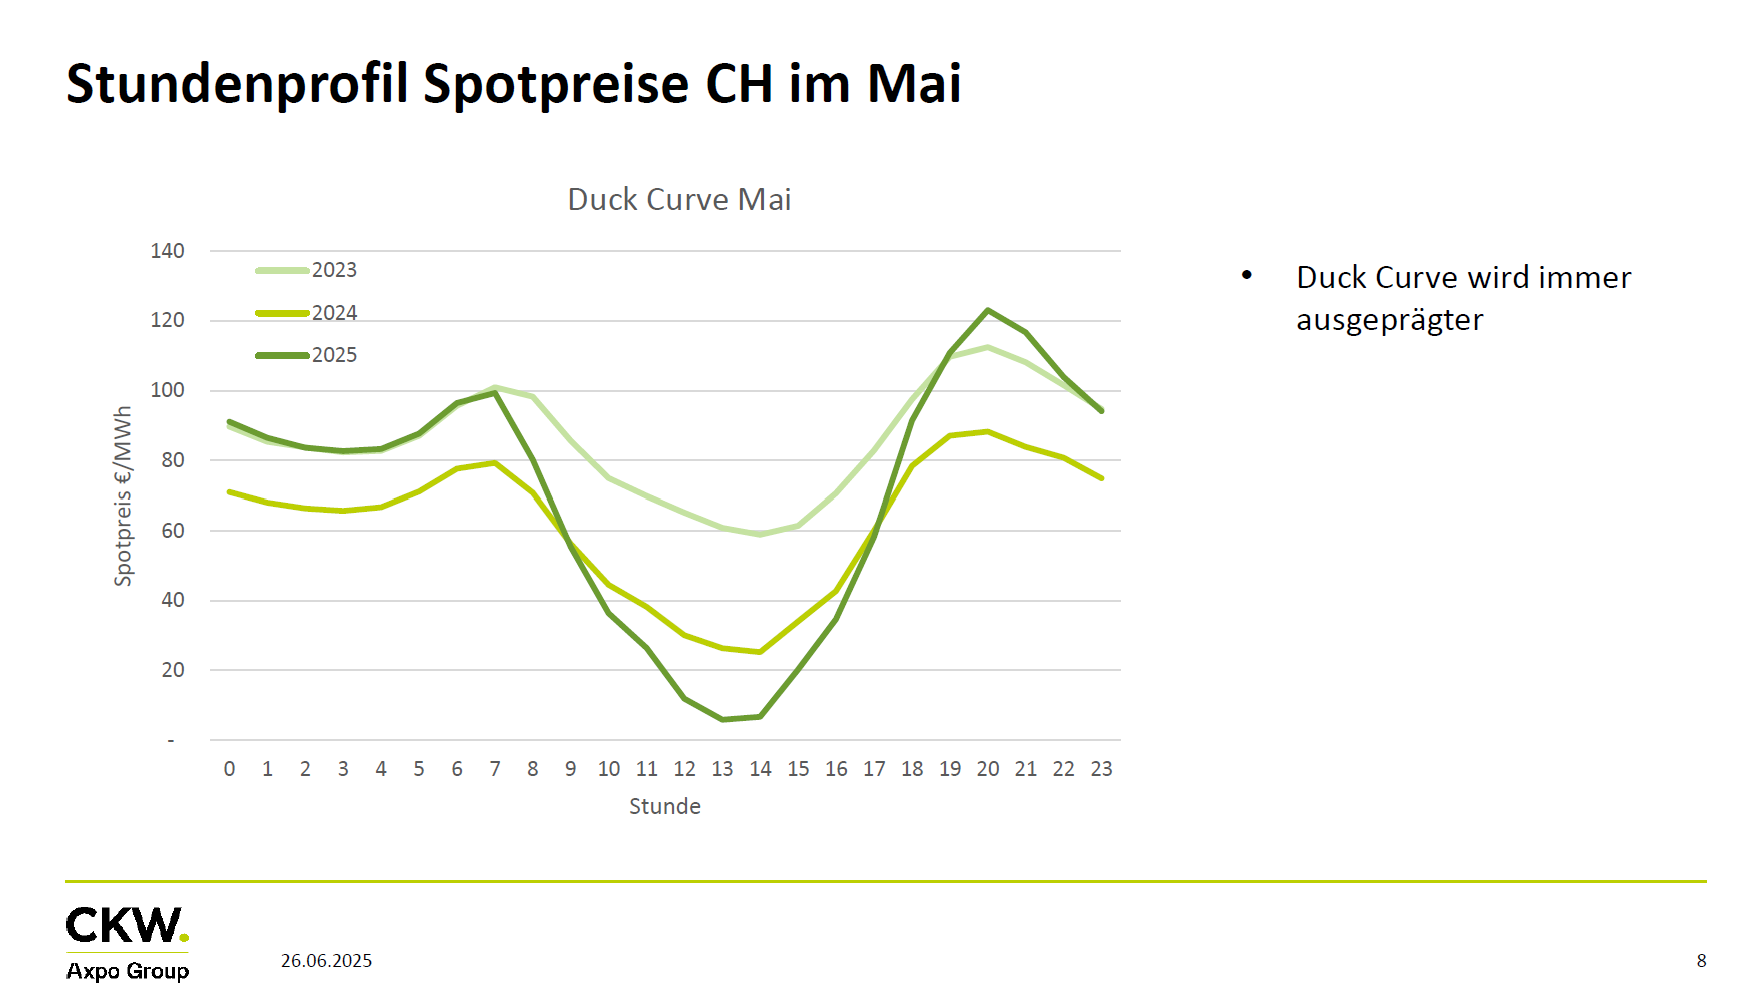 Stundenprofil Spotpreise CH im Mai
Duck Curve Mai
140
120
100
80
60
40
20
-
Spotpreis €/MWh
2023
2024
2025
0 1 2 3 4 5 6 7 8 9 10 11 12 13 14 15 16 17 18 19 20 21 22 23
Stunde
• Duck Curve wird immer
ausgeprägter
CKW.
Axpo Group
26.06.2025
8